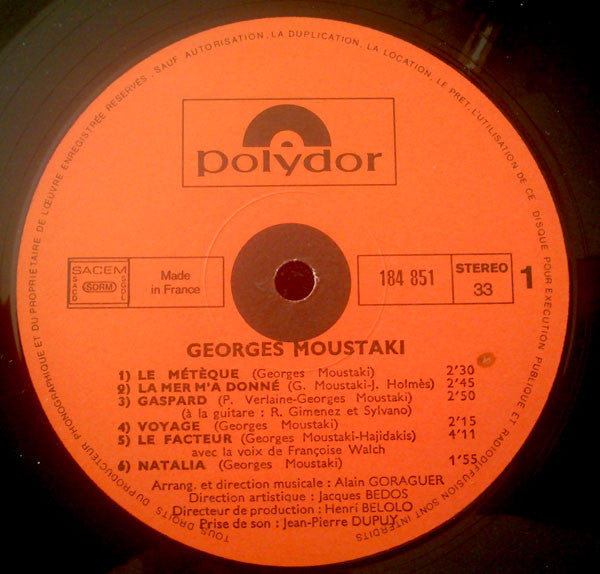 TOUS DROITS DU PRODUCTEUR PHONOGRAPHIQUE ET DU PROPRIÉTAIRE DE L'ŒUVRE ENREGISTRÉE RÉSERVÉS. SAUF AUTORISATION, LA DUPLICATION, LA LOCATION, LE PRÊT, L'UTILISATION DE CE DISQUE POUR EXÉCUTION PUBLIQUE ET RADIODIFFUSION SONT INTERDITS
polydor
SACEM
SACD SDRM SGDL
Made
in France
184 851
STEREO
33
1
GEORGES MOUSTAKI
1) LE MÉTÈQUE (Georges Moustaki) 2'30
2) LA MER M'A DONNÉ (G. Moustaki-J. Holmès) 2'45
3) GASPARD (P. Verlaine-Georges Moustaki) 2'50
(à la guitare : R. Gimenez et Sylvano)
4) VOYAGE (Georges Moustaki) 2'15
5) LE FACTEUR (Georges Moustaki-Hajidakis) 4'11
avec la voix de Françoise Walch
6) NATALIA (Georges Moustaki) 1'55
Arrang. et direction musicale : Alain GORAGUER
Direction artistique : Jacques BEDOS
Directeur de production : Henri BELOLO
Prise de son : Jean-Pierre DUPUY